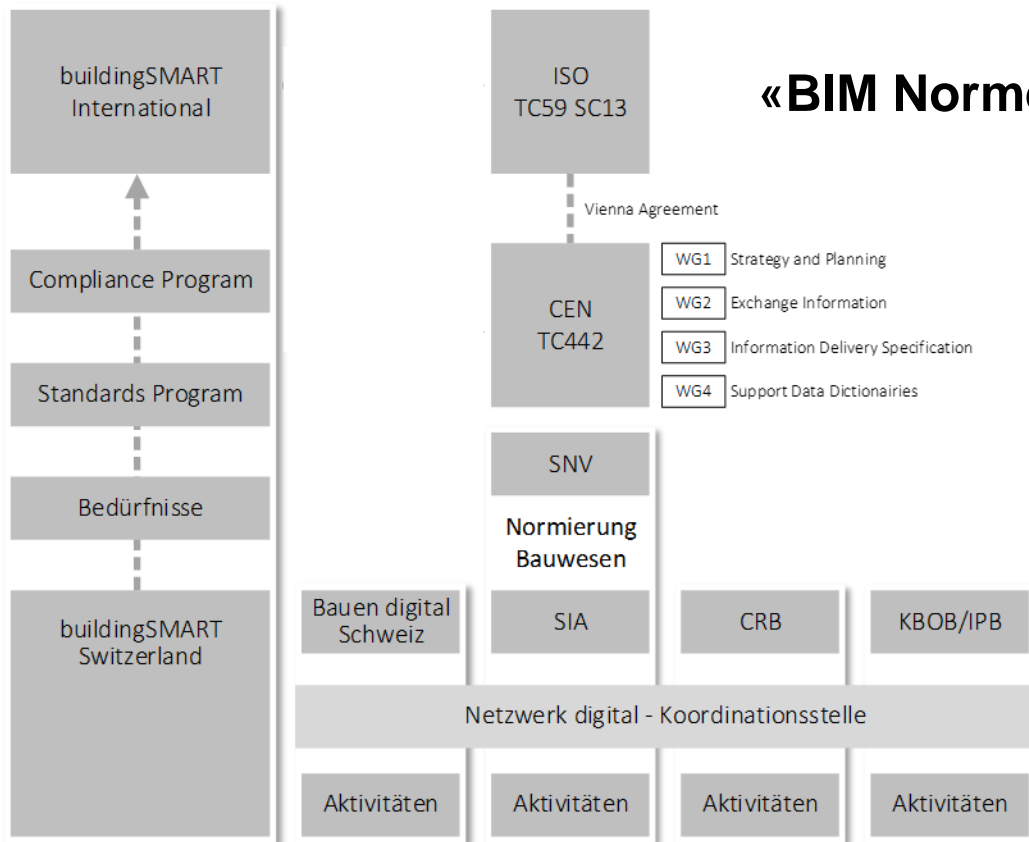 buildingSMART
International
Compliance Program
Standards Program
Bedürfnisse
buildingSMART
Switzerland
ISO
TC59 SC13
«BIM Norme
Vienna Agreement
CEN
TC442
WG1 Strategy and Planning
WG2 Exchange Information
WG3 Information Delivery Specification
WG4 Support Data Dictionairies
SNV
Normierung
Bauwesen
Bauen digital
Schweiz
SIA
CRB
KBOB/IPB
Netzwerk digital - Koordinationsstelle
Aktivitäten
Aktivitäten
Aktivitäten
Aktivitäten